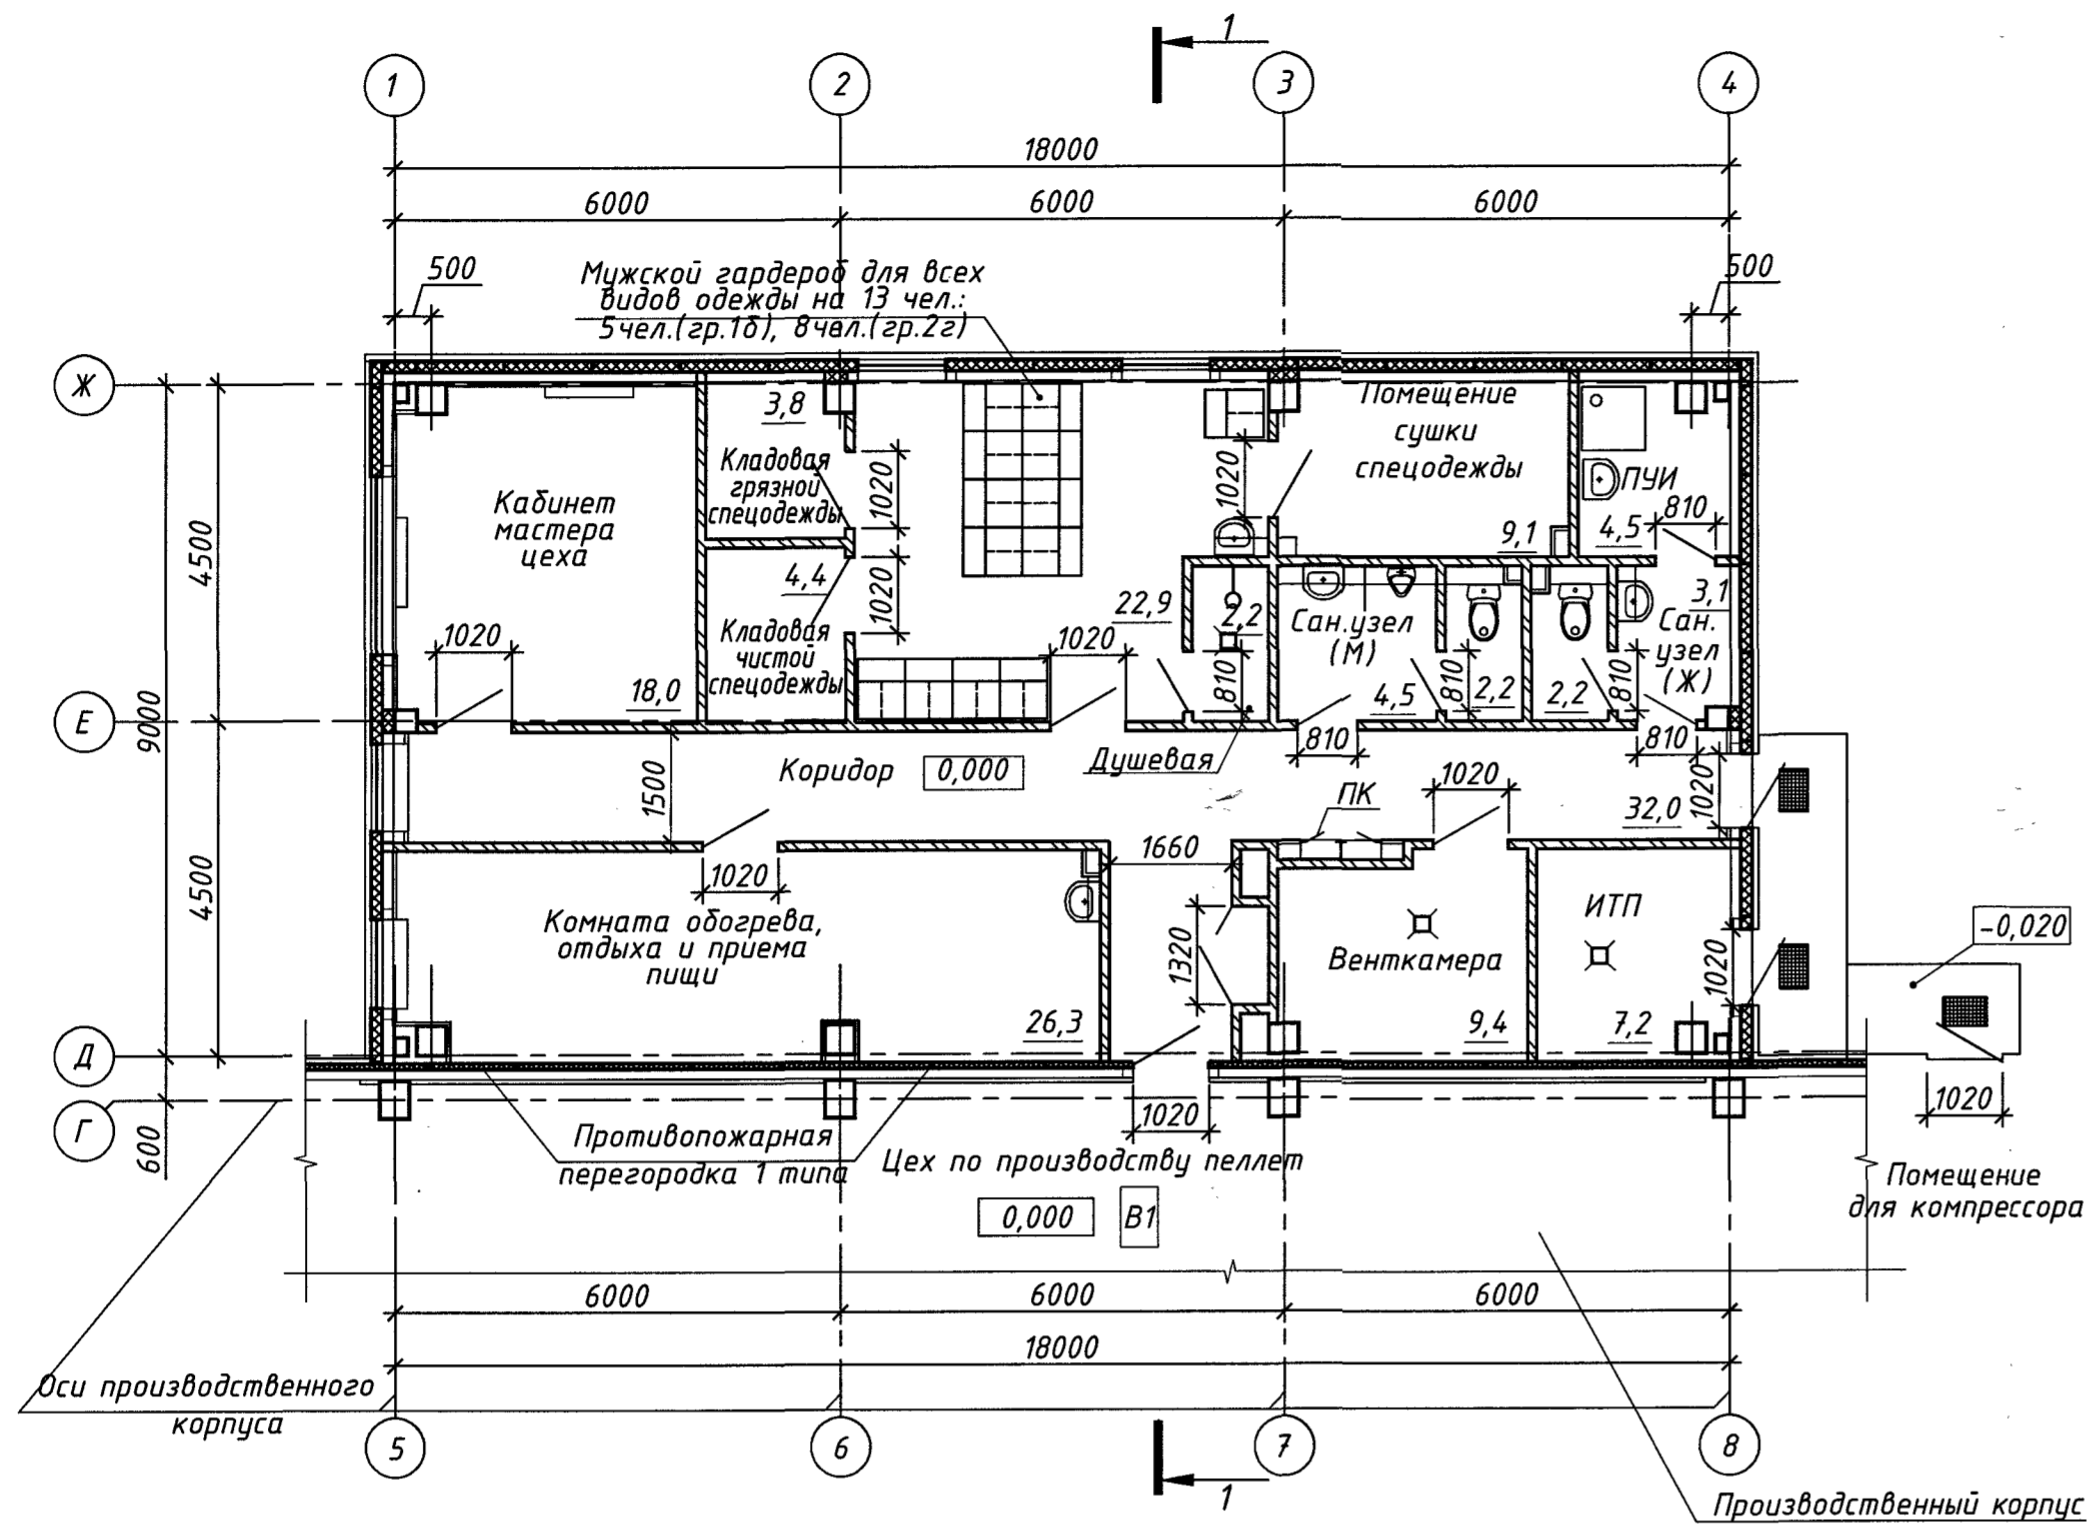 1
1
2
3
4
18000
6000
6000
6000
500
500
Мужской гардероб для всех
видов одежды на 13 чел.:
5чел.(гр.1б), 8чел.(гр.2г)
Ж
Е
Д
Г
9000
4500
4500
600
Кабинет
мастера
цеха
18,0
1020
3,8
Кладовая
грязной
спецодежды
1020
4,4
Кладовая
чистой
спецодежды
1020
22,9
1020
1020
Помещение
сушки
спецодежды
9,1
ПУИ
4,5
810
2,2
810
Душевая
Сан.узел
(М)
4,5
810
2,2
810
2,2
810
3,1
Сан.
узел
(Ж)
810
Коридор
0,000
1500
32,0
1020
ПК
1020
1660
1320
1020
Комната обогрева,
отдыха и приема
пищи
26,3
Венткамера
9,4
ИТП
7,2
1020
-0,020
1020
1020
Противопожарная
перегородка 1 типа
Цех по производству пеллет
0,000
В1
Помещение
для компрессора
6000
6000
6000
18000
Оси производственного
корпуса
5
6
7
8
1
Производственный корпус